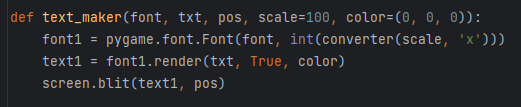 def text_maker(font, txt, pos, scale=100, color=(0, 0, 0)):
    font1 = pygame.font.Font(font, int(converter(scale, 'x')))
    text1 = font1.render(txt, True, color)
    screen.blit(text1, pos)